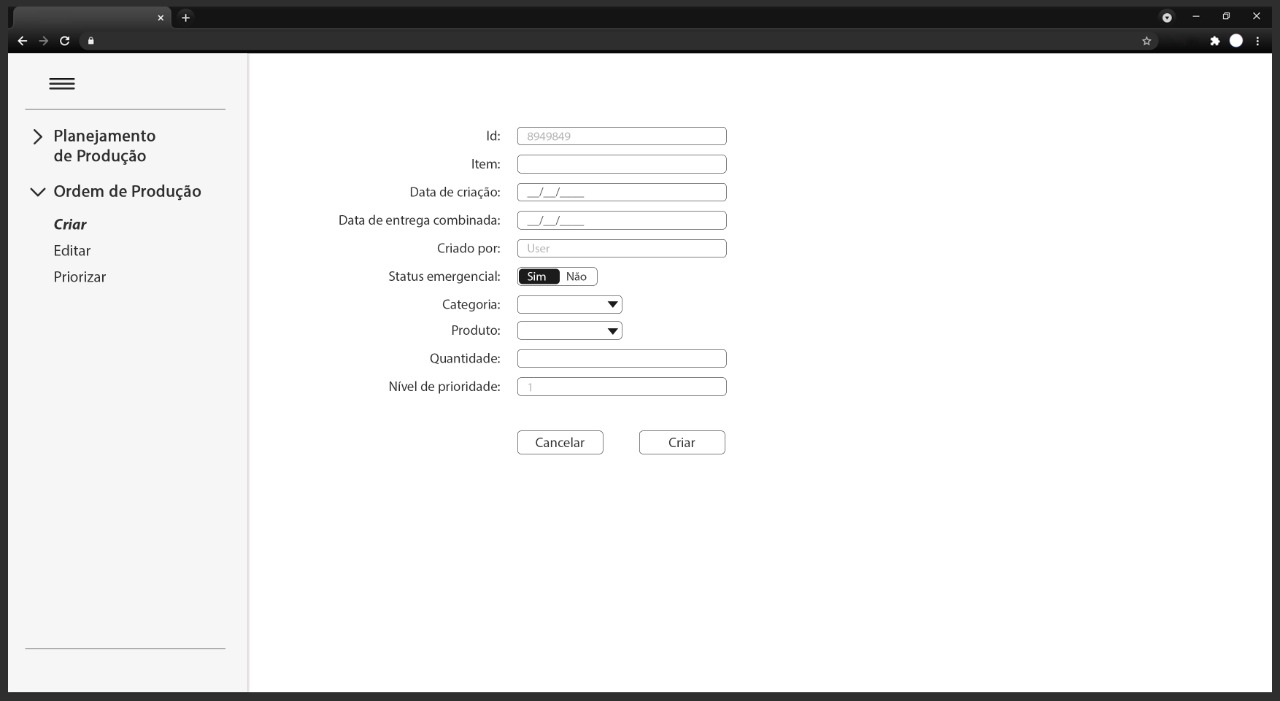 Planejamento
de Produção
Ordem de Produção
Criar
Editar
Priorizar
Id: 8949849
Item:
Data de criação: __/__/____
Data de entrega combinada: __/__/____
Criado por: User
Status emergencial: Sim Não
Categoria:
Produto:
Quantidade:
Nível de prioridade: 1
Cancelar Criar